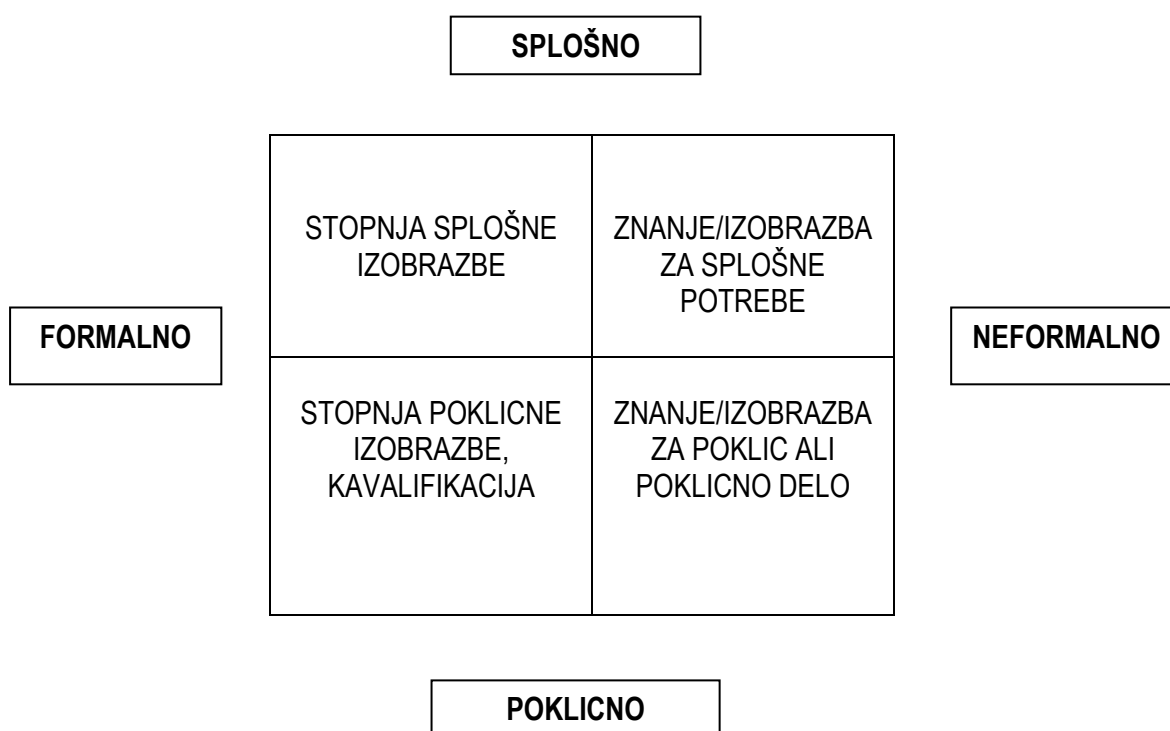 SPLOŠNO
STOPNJA SPLOŠNE
IZOBRAZBE
ZNANJE/IZOBRAZBA
ZA SPLOŠNE
POTREBE
FORMALNO
NEFORMALNO
STOPNJA POKLICNE
IZOBRAZBE,
KAVALIFIKACIJA
ZNANJE/IZOBRAZBA
ZA POKLIC ALI
POKLICNO DELO
POKLICNO